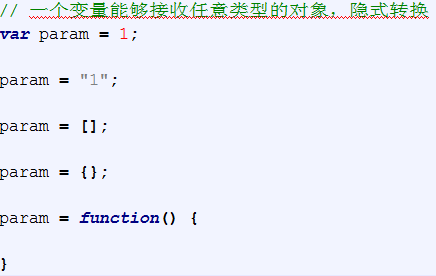 // 一个变量能够接收任意类型的对象，隐式转换
var param = 1;
param = "1";
param = [];
param = {};
param = function() {
}